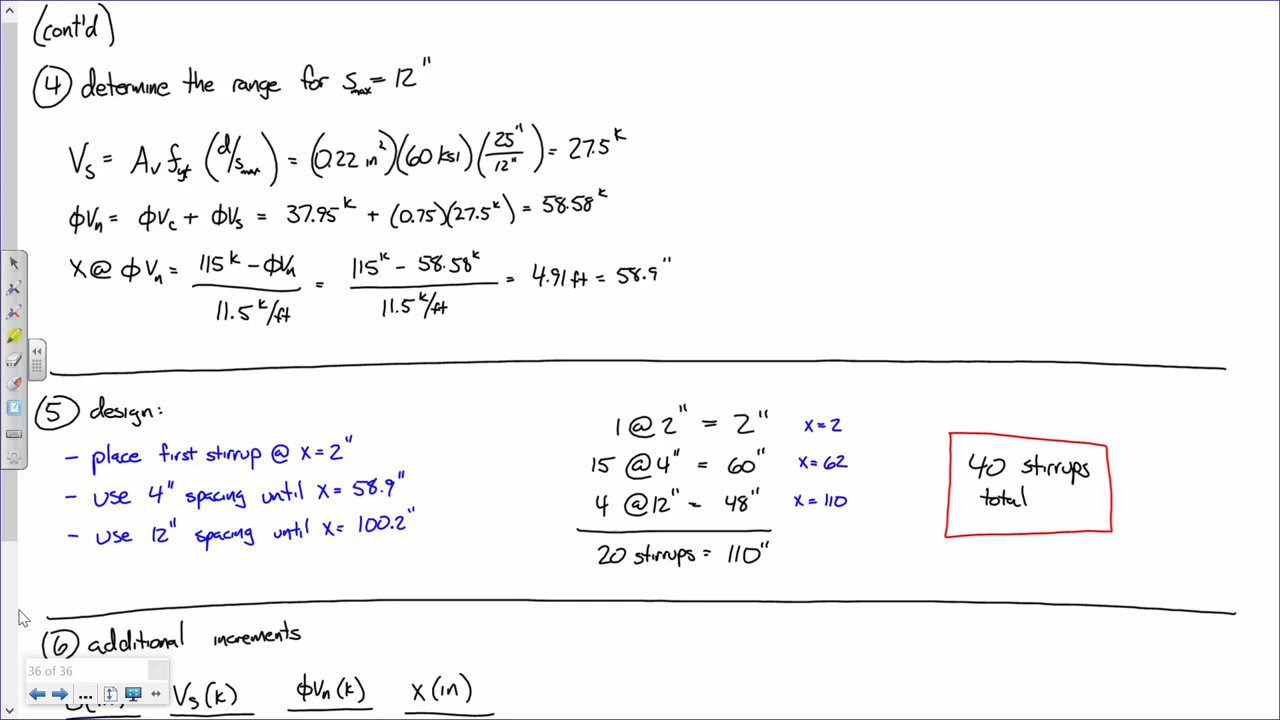 (cont'd)
④ determine the range for Smax = 12"
Vs = Av fyt (d/smax) = (0.22 in²)(60 ksi)(25"/12") = 27.5ᵏ
ϕVn = ϕVc + ϕVs = 37.95ᵏ + (0.75)(27.5ᵏ) = 58.58ᵏ
X @ ϕVn = (115ᵏ − ϕVn)/(11.5 ᵏ/ft) = (115ᵏ − 58.58ᵏ)/(11.5 ᵏ/ft) = 4.91 ft = 58.9"
⑤ design:
– place first stirrup @ x = 2"
– use 4" spacing until x = 58.9"
– use 12" spacing until x = 100.2"
1 @ 2" = 2" x = 2
15 @ 4" = 60" x = 62
4 @ 12" = 48" x = 110
20 stirrups = 110"
40 stirrups
total
⑥ additional increments
36 of 36
Vs (k) ϕVn (k) X (in)